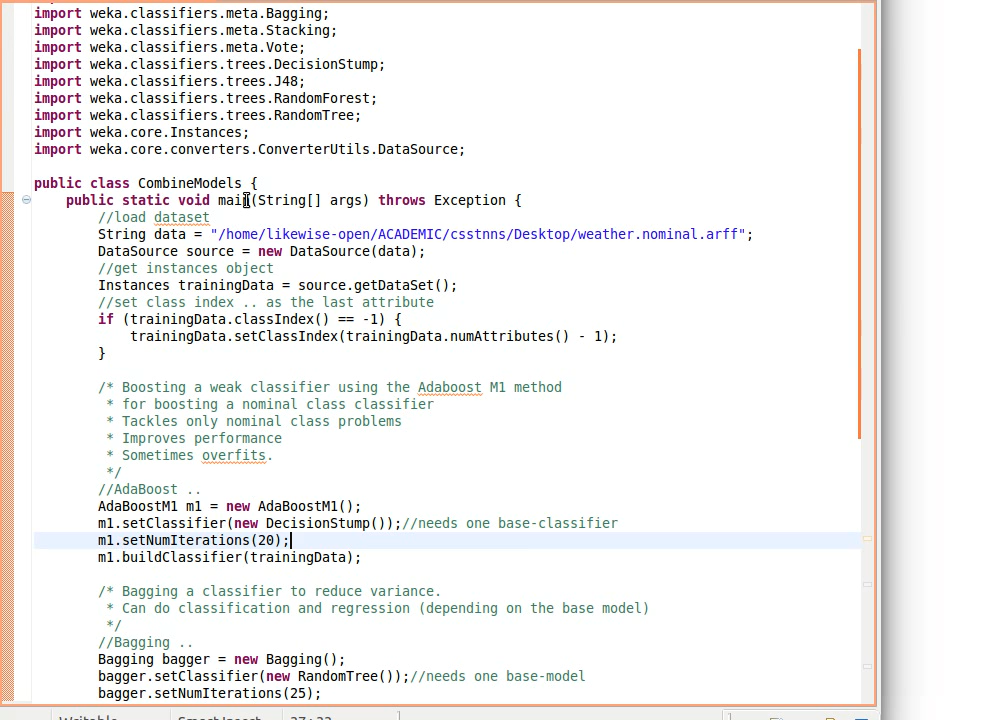 import weka.classifiers.meta.Bagging;
import weka.classifiers.meta.Stacking;
import weka.classifiers.meta.Vote;
import weka.classifiers.trees.DecisionStump;
import weka.classifiers.trees.J48;
import weka.classifiers.trees.RandomForest;
import weka.classifiers.trees.RandomTree;
import weka.core.Instances;
import weka.core.converters.ConverterUtils.DataSource;
public class CombineModels {
public static void main(String[] args) throws Exception {
//load dataset
String data = "/home/likewise-open/ACADEMIC/csstnns/Desktop/weather.nominal.arff";
DataSource source = new DataSource(data);
//get instances object
Instances trainingData = source.getDataSet();
//set class index .. as the last attribute
if (trainingData.classIndex() == -1) {
trainingData.setClassIndex(trainingData.numAttributes() - 1);
}
/* Boosting a weak classifier using the Adaboost M1 method
* for boosting a nominal class classifier
* Tackles only nominal class problems
* Improves performance
* Sometimes overfits.
*/
//AdaBoost ..
AdaBoostM1 m1 = new AdaBoostM1();
m1.setClassifier(new DecisionStump());//needs one base-classifier
m1.setNumIterations(20);
m1.buildClassifier(trainingData);
/* Bagging a classifier to reduce variance.
* Can do classification and regression (depending on the base model)
*/
//Bagging ..
Bagging bagger = new Bagging();
bagger.setClassifier(new RandomTree());//needs one base-model
bagger.setNumIterations(25);